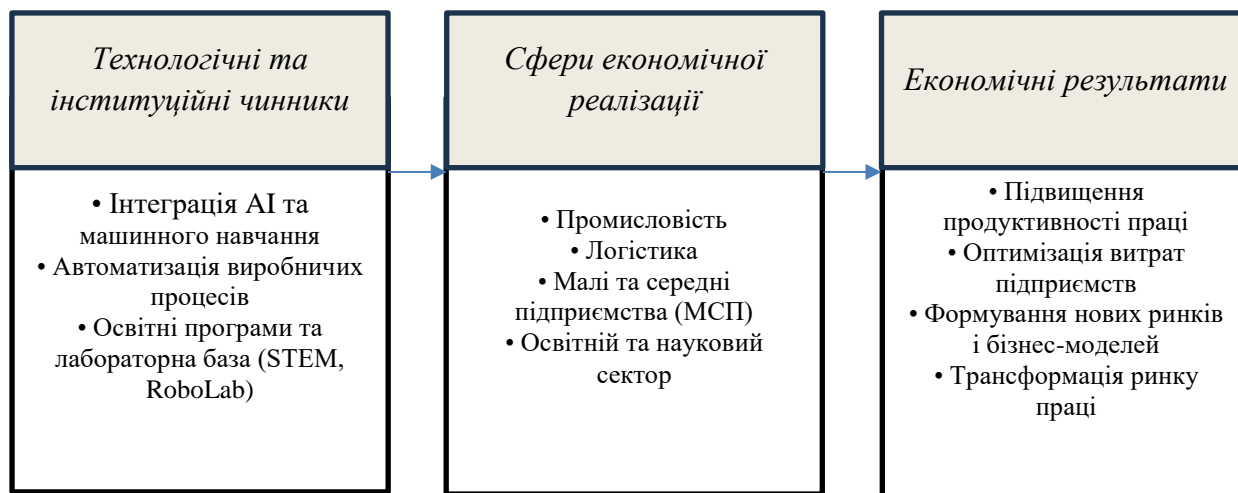 Технологічні та
інституційні чинники
• Інтеграція AI та
машинного навчання
• Автоматизація виробничих
процесів
• Освітні програми та
лабораторна база (STEM,
RoboLab)
Сфери економічної
реалізації
• Промисловість
• Логістика
• Малі та середні
підприємства (МСП)
• Освітній та науковий
сектор
Економічні результати
• Підвищення
продуктивності праці
• Оптимізація витрат
підприємств
• Формування нових ринків
і бізнес-моделей
• Трансформація ринку
праці